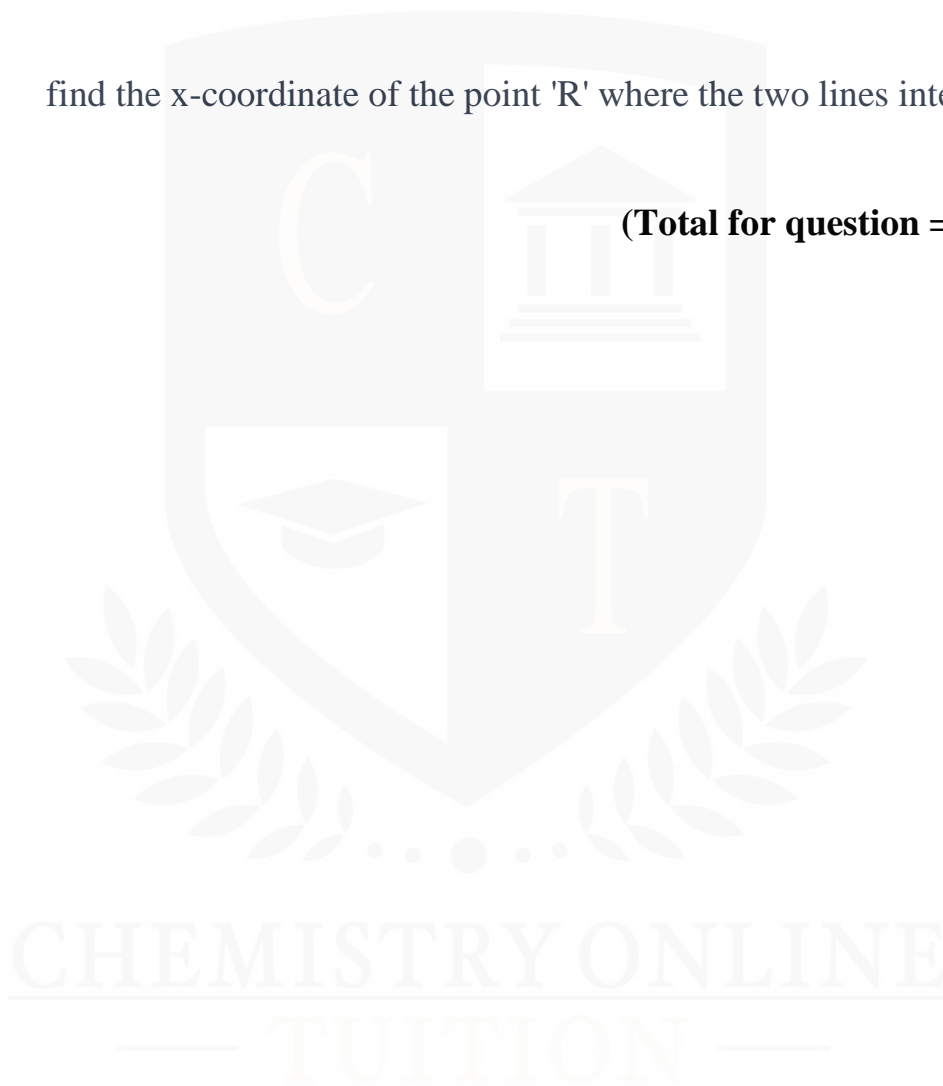 find the x-coordinate of the point 'R' where the two lines inte
(Total for question =
C
T
CHEMISTRY ONLINE
— TUITION —